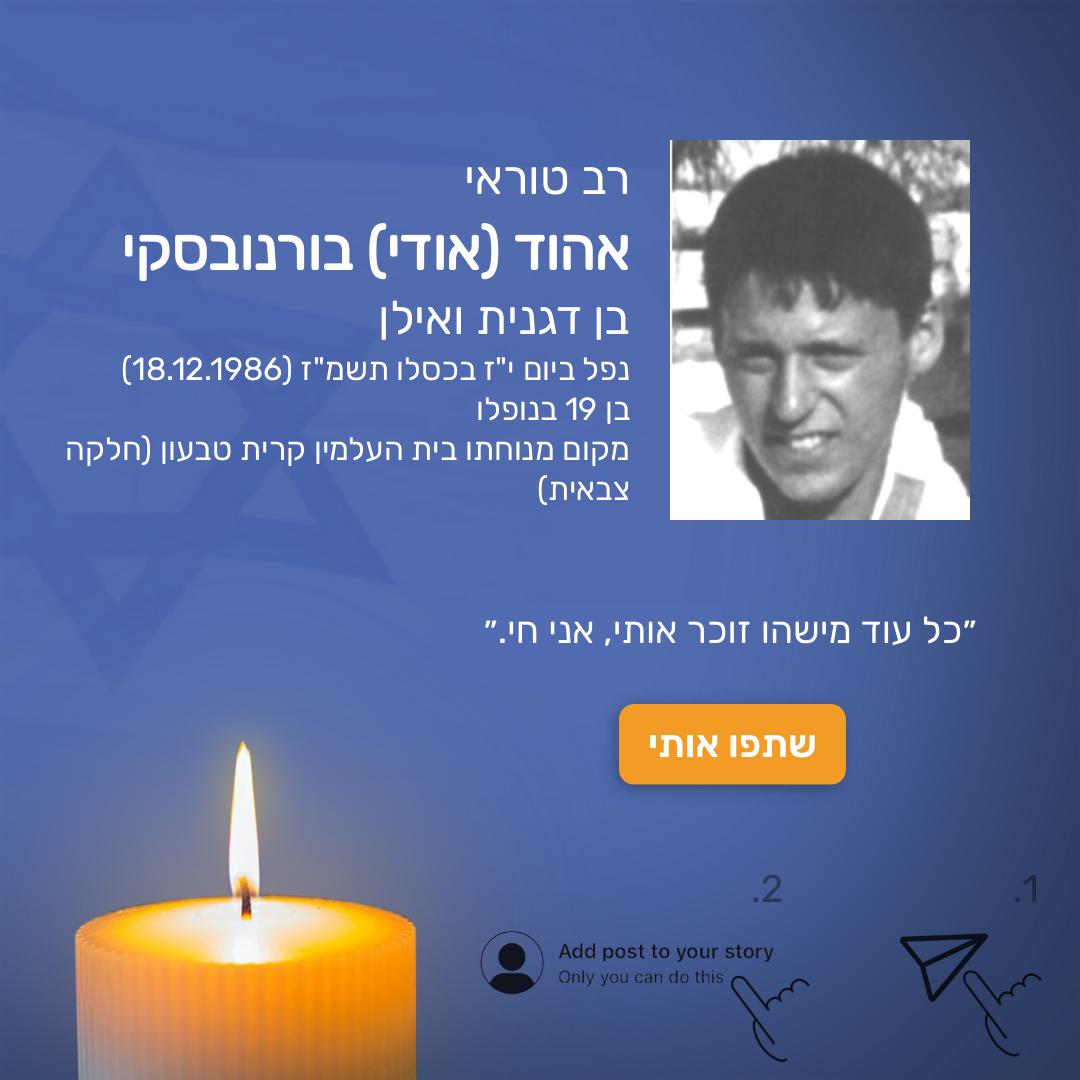 רב טוראי
אהוד (אודי) בורנובסקי
בן דגנית ואילן
נפל ביום י"ז בכסלו תשמ"ז (18.12.1986)
בן 19 בנופלו
מקום מנוחתו בית העלמין קרית טבעון (חלקה
צבאית)
״כל עוד מישהו זוכר אותי, אני חי.״
שתפו אותי
.1
.2
Add post to your story
Only you can do this